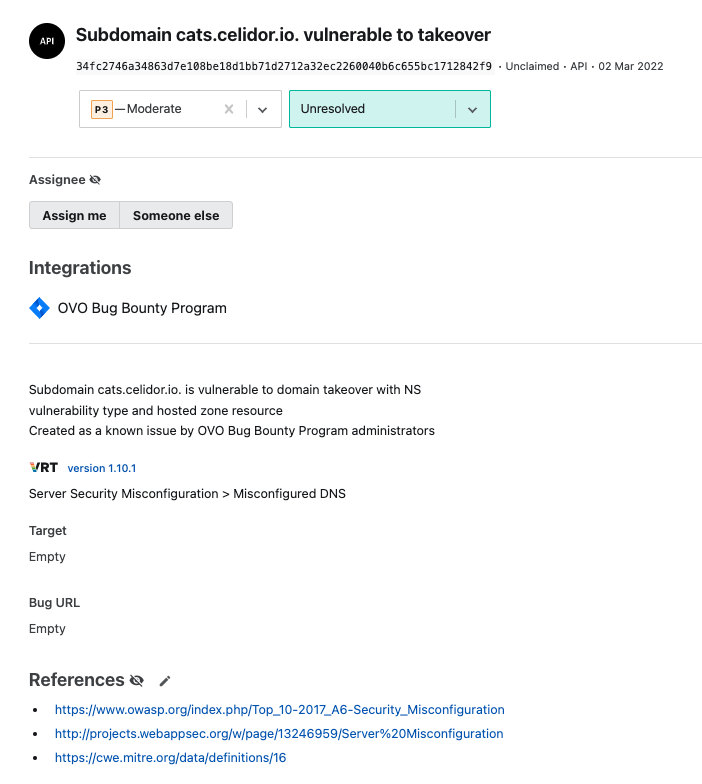 API
Subdomain cats.celidor.io. vulnerable to takeover
34fc2746a34863d7e108be18d1bb71d2712a32ec2260040b6c655bc1712842f9 · Unclaimed · API · 02 Mar 2022
P3 — Moderate
Unresolved
Assignee
Assign me
Someone else
Integrations
OVO Bug Bounty Program
Subdomain cats.celidor.io. is vulnerable to domain takeover with NS
vulnerability type and hosted zone resource
Created as a known issue by OVO Bug Bounty Program administrators
VRT version 1.10.1
Server Security Misconfiguration > Misconfigured DNS
Target
Empty
Bug URL
Empty
References
• https://www.owasp.org/index.php/Top_10-2017_A6-Security_Misconfiguration
• http://projects.webappsec.org/w/page/13246959/Server%20Misconfiguration
• https://cwe.mitre.org/data/definitions/16